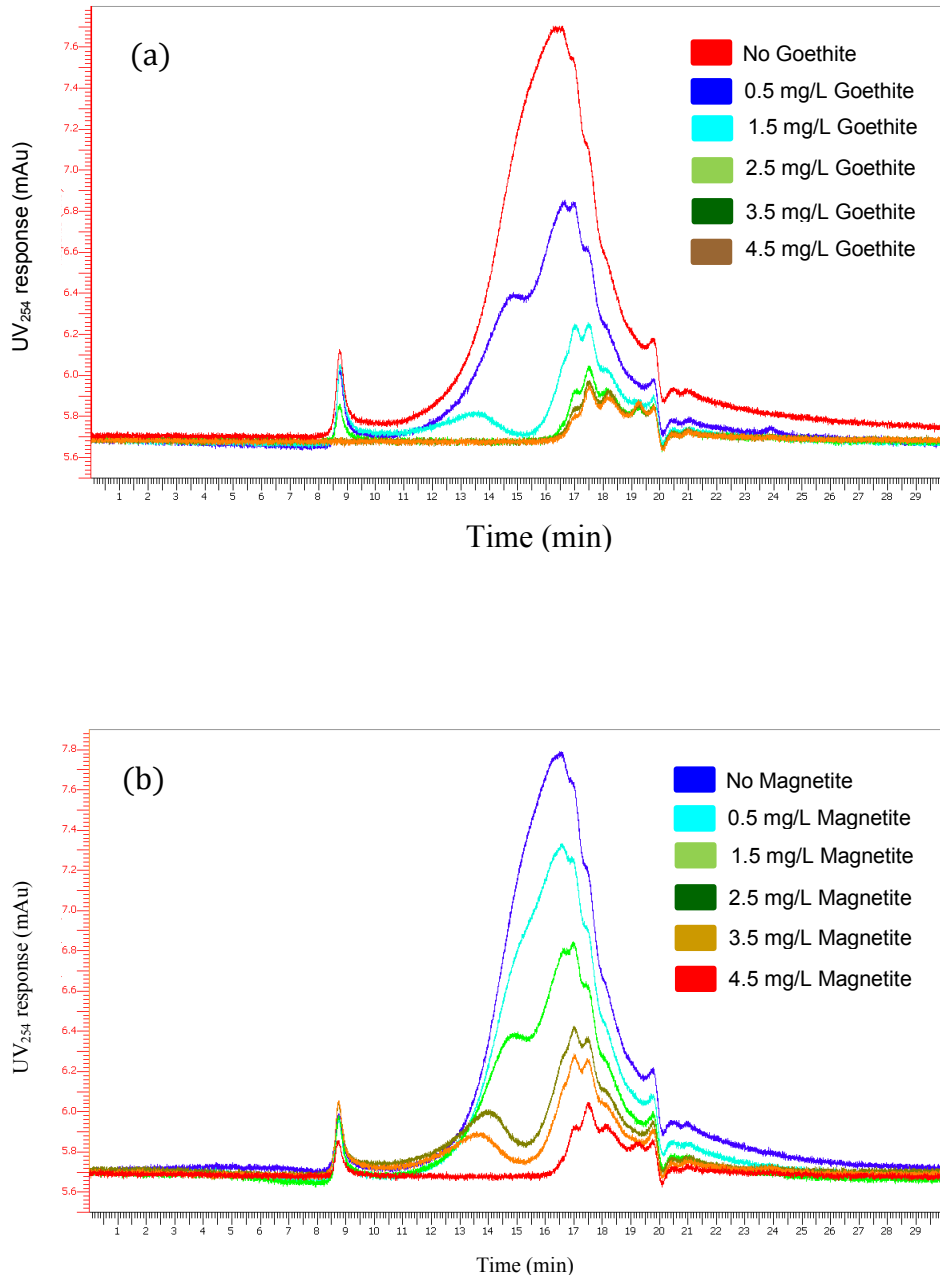 (a)
7.6
7.4
7.2
7.0
6.8
6.6
6.4
6.2
6.0
5.8
5.6
UV254 response (mAu)
No Goethite
0.5 mg/L Goethite
1.5 mg/L Goethite
2.5 mg/L Goethite
3.5 mg/L Goethite
4.5 mg/L Goethite
1 2 3 4 5 6 7 8 9 10 11 12 13 14 15 16 17 18 19 20 21 22 23 24 25 26 27 28 29
Time (min)
(b)
7.8
7.6
7.4
7.2
7.0
6.8
6.6
6.4
6.2
6.0
5.8
5.6
UV254 response (mAu)
No Magnetite
0.5 mg/L Magnetite
1.5 mg/L Magnetite
2.5 mg/L Magnetite
3.5 mg/L Magnetite
4.5 mg/L Magnetite
1 2 3 4 5 6 7 8 9 10 11 12 13 14 15 16 17 18 19 20 21 22 23 24 25 26 27 28 29
Time (min)